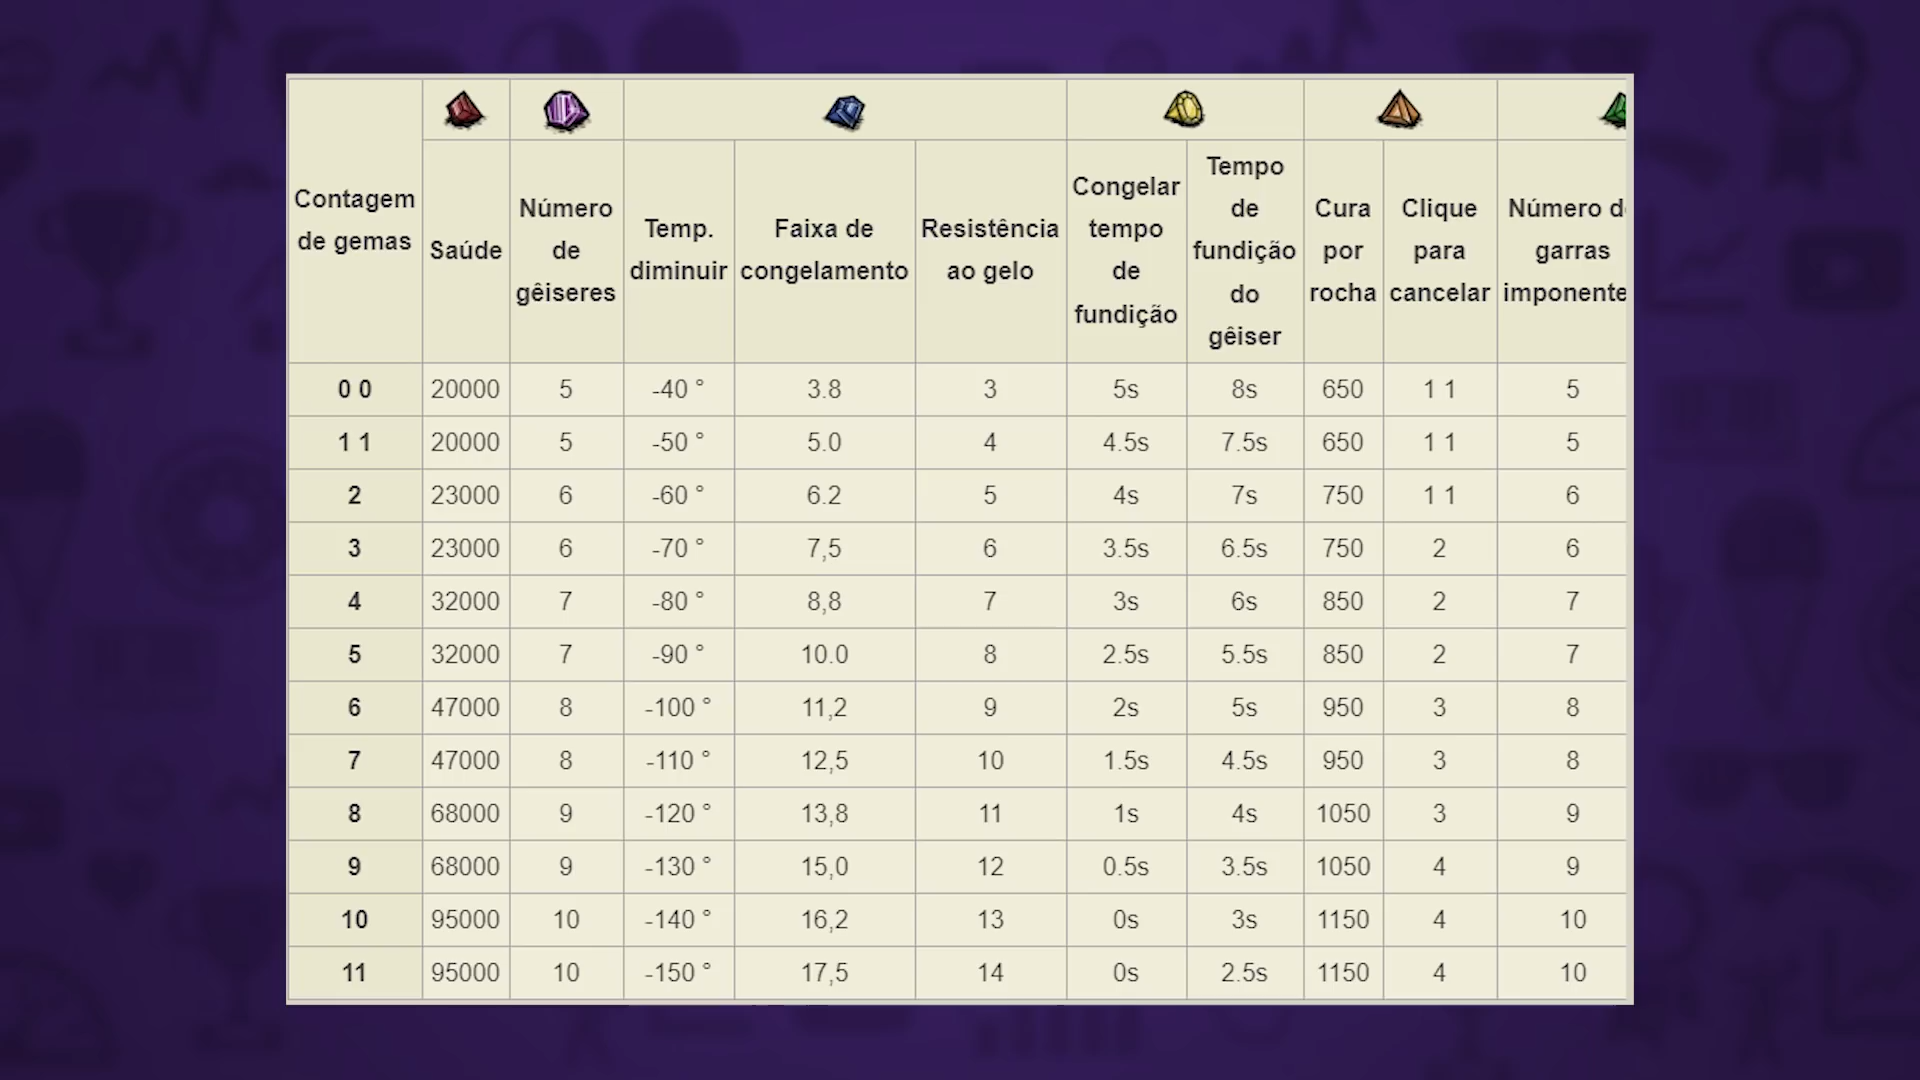 Contagem de gemas
Saúde
Número de gêiseres
Temp. diminuir
Faixa de congelamento
Resistência ao gelo
Congelar tempo de fundição
Tempo de fundição do gêiser
Cura por rocha
Clique para cancelar
Número d garras imponente
0 0 20000 5 -40 ° 3.8 3 5s 8s 650 1 1 5
1 1 20000 5 -50 ° 5.0 4 4.5s 7.5s 650 1 1 5
2 23000 6 -60 ° 6.2 5 4s 7s 750 1 1 6
3 23000 6 -70 ° 7,5 6 3.5s 6.5s 750 2 6
4 32000 7 -80 ° 8,8 7 3s 6s 850 2 7
5 32000 7 -90 ° 10.0 8 2.5s 5.5s 850 2 7
6 47000 8 -100 ° 11,2 9 2s 5s 950 3 8
7 47000 8 -110 ° 12,5 10 1.5s 4.5s 950 3 8
8 68000 9 -120 ° 13,8 11 1s 4s 1050 3 9
9 68000 9 -130 ° 15,0 12 0.5s 3.5s 1050 4 9
10 95000 10 -140 ° 16,2 13 0s 3s 1150 4 10
11 95000 10 -150 ° 17,5 14 0s 2.5s 1150 4 10